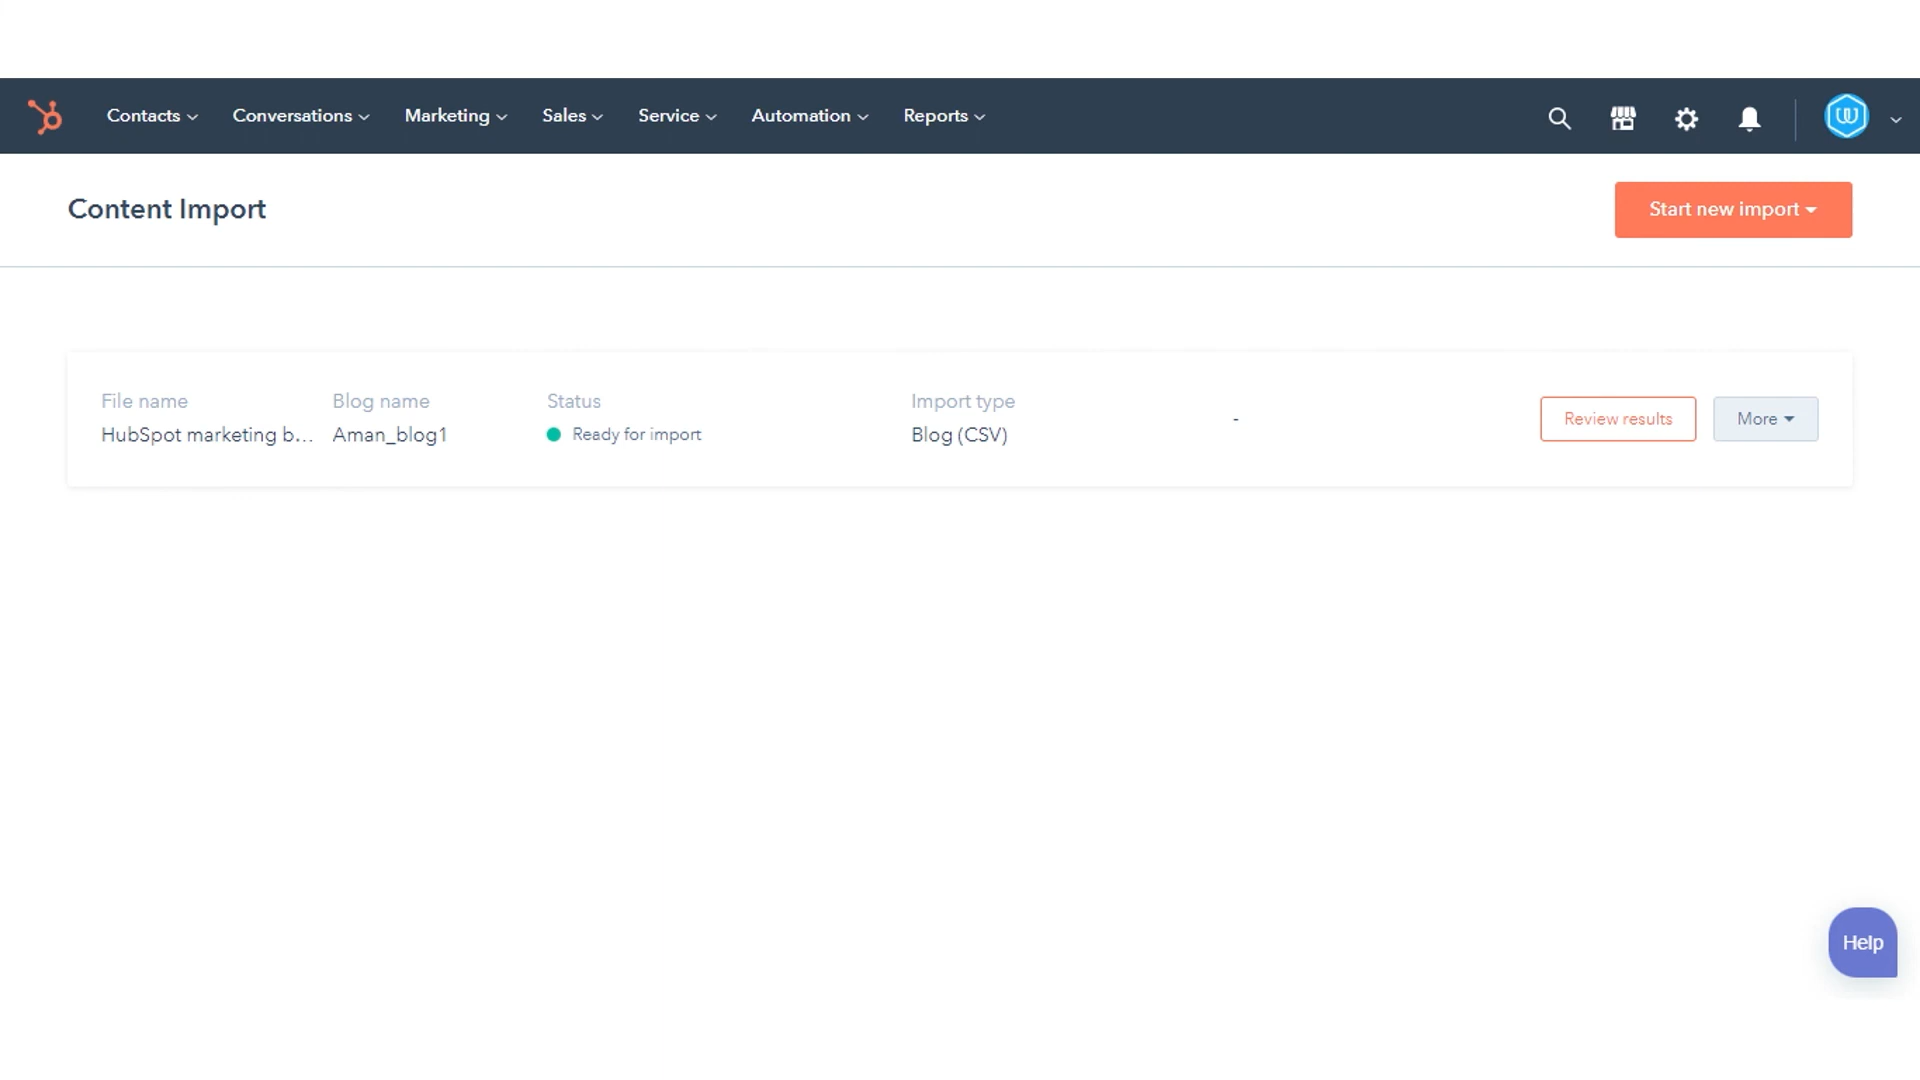 Contacts Conversations Marketing Sales Service Automation Reports
Content Import
Start new import
File name Blog name Status Import type
HubSpot marketing b... Aman_blog1 Ready for import Blog (CSV) - Review results More
Help